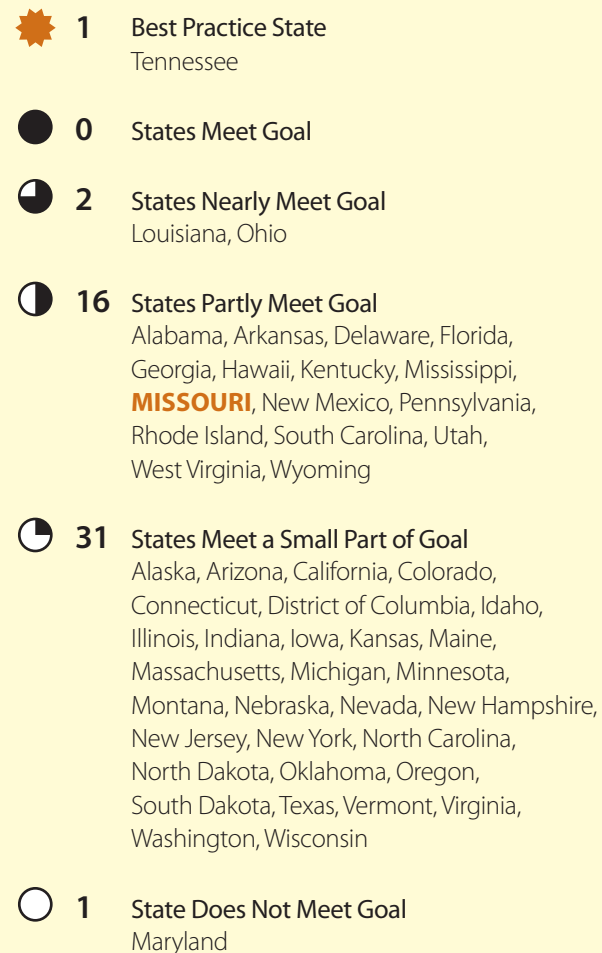 1 Best Practice State
Tennessee
0 States Meet Goal
2 States Nearly Meet Goal
Louisiana, Ohio
16 States Partly Meet Goal
Alabama, Arkansas, Delaware, Florida,
Georgia, Hawaii, Kentucky, Mississippi,
MISSOURI, New Mexico, Pennsylvania,
Rhode Island, South Carolina, Utah,
West Virginia, Wyoming
31 States Meet a Small Part of Goal
Alaska, Arizona, California, Colorado,
Connecticut, District of Columbia, Idaho,
Illinois, Indiana, Iowa, Kansas, Maine,
Massachusetts, Michigan, Minnesota,
Montana, Nebraska, Nevada, New Hampshire,
New Jersey, New York, North Carolina,
North Dakota, Oklahoma, Oregon,
South Dakota, Texas, Vermont, Virginia,
Washington, Wisconsin
1 State Does Not Meet Goal
Maryland